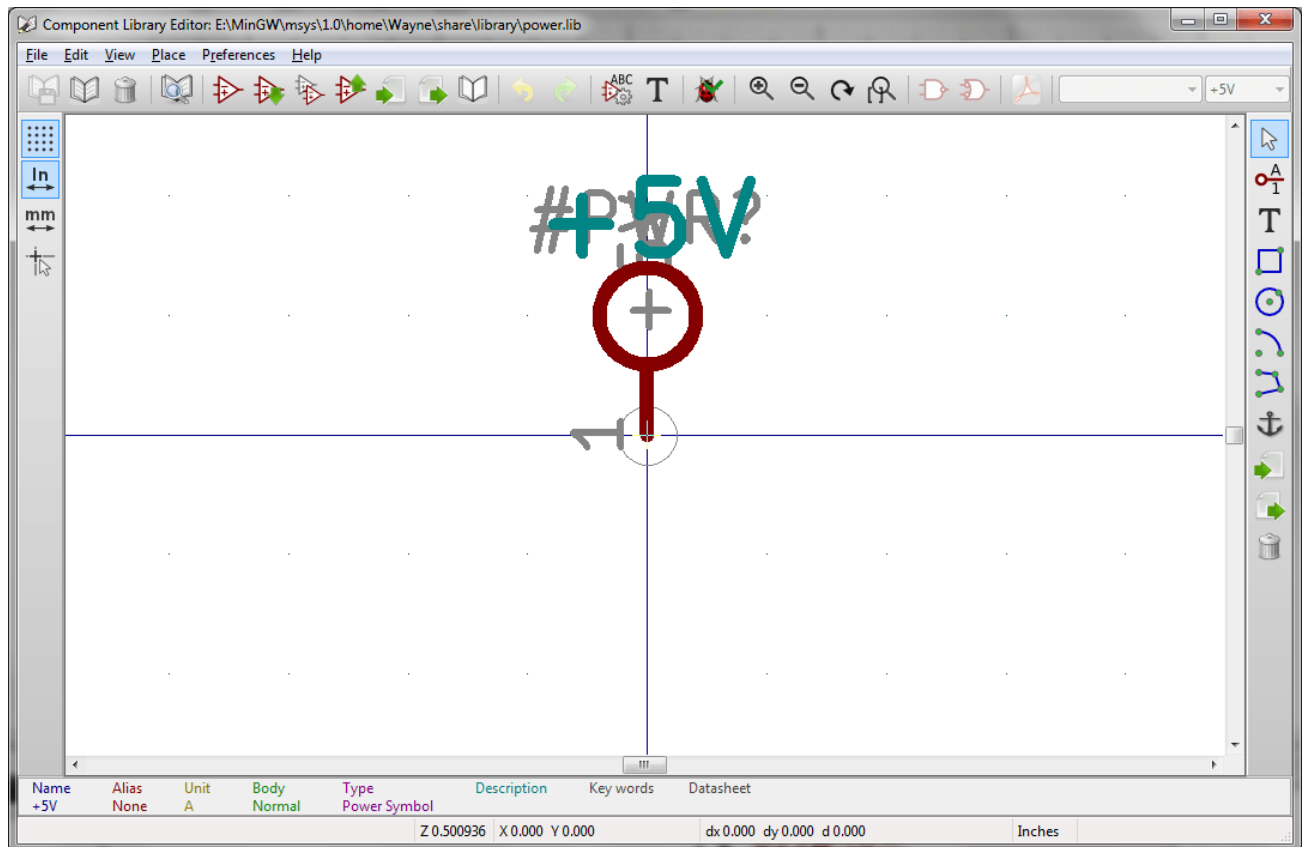 Component Library Editor: E:\MinGW\msys\1.0\home\Wayne\share\library\power.lib
File Edit View Place Preferences Help
ABC T +5V
In
mm
A
1
T
#PWR?
+5V
1
Name Alias Unit Body Type Description Key words Datasheet
+5V None A Normal Power Symbol
Z 0.500936 X 0.000 Y 0.000 dx 0.000 dy 0.000 d 0.000 Inches